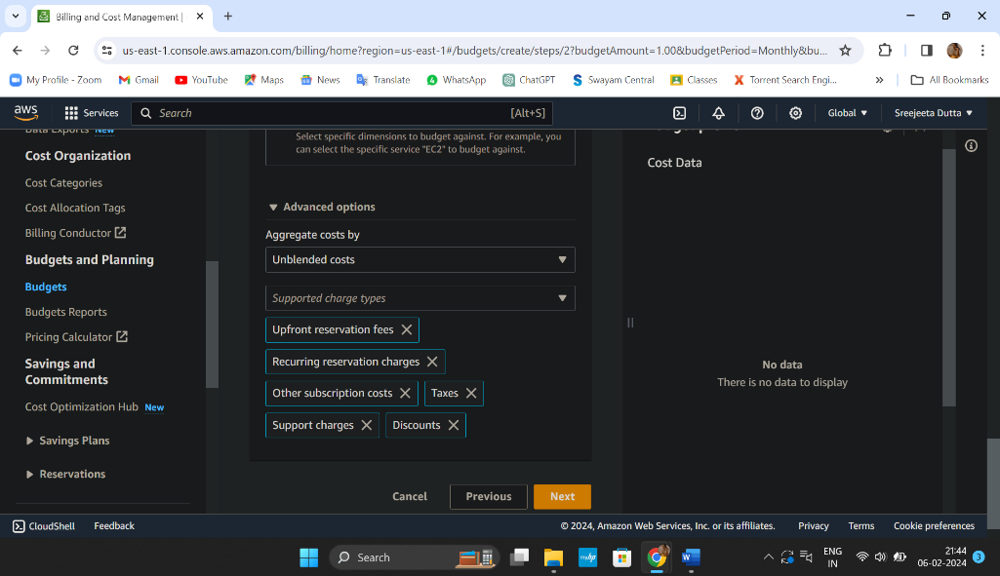 Billing and Cost Management |
us-east-1.console.aws.amazon.com/billing/home?region=us-east-1#/budgets/create/steps/2?budgetAmount=1.00&budgetPeriod=Monthly&bu...
My Profile - Zoom
Gmail
YouTube
Maps
News
Translate
WhatsApp
ChatGPT
Swayam Central
Classes
Torrent Search Engi...
»
All Bookmarks
aws
Services
Search
[Alt+S]
Global
Sreejeeta Dutta
Data Exports New
Cost Organization
Cost Categories
Cost Allocation Tags
Billing Conductor
Budgets and Planning
Budgets
Budgets Reports
Pricing Calculator
Savings and
Commitments
Cost Optimization Hub New
Savings Plans
Reservations
Select specific dimensions to budget against. For example, you
can select the specific service "EC2" to budget against.
Advanced options
Aggregate costs by
Unblended costs
Supported charge types
Upfront reservation fees
Recurring reservation charges
Other subscription costs
Taxes
Support charges
Discounts
Cancel
Previous
Next
Cost Data
No data
There is no data to display
CloudShell
Feedback
© 2024, Amazon Web Services, Inc. or its affiliates.
Privacy
Terms
Cookie preferences
Search
ENG
IN
21:44
06-02-2024
3